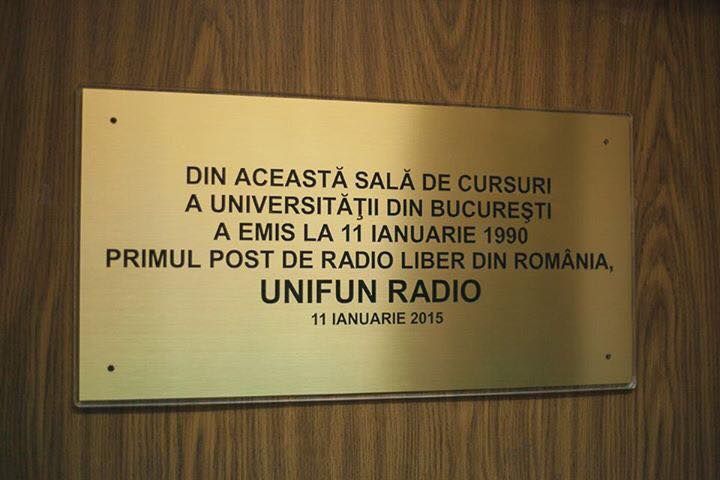 DIN ACEASTĂ SALĂ DE CURSURI
A UNIVERSITĂŢII DIN BUCUREŞTI
A EMIS LA 11 IANUARIE 1990
PRIMUL POST DE RADIO LIBER DIN ROMÂNIA,
UNIFUN RADIO
11 IANUARIE 2015